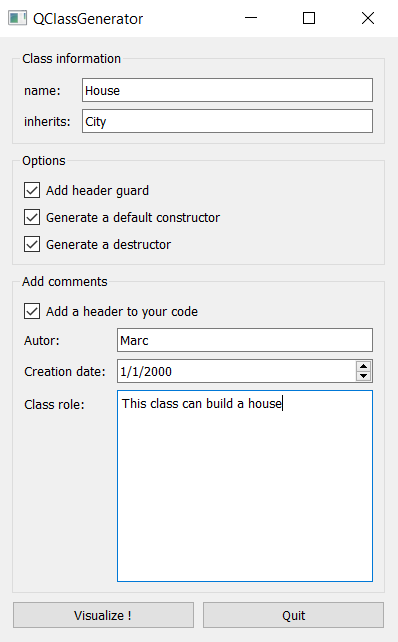 QClassGenerator
Class information
name: House
inherits: City
Options
Add header guard
Generate a default constructor
Generate a destructor
Add comments
Add a header to your code
Autor: Marc
Creation date: 1/1/2000
Class role: This class can build a house
Visualize ! Quit